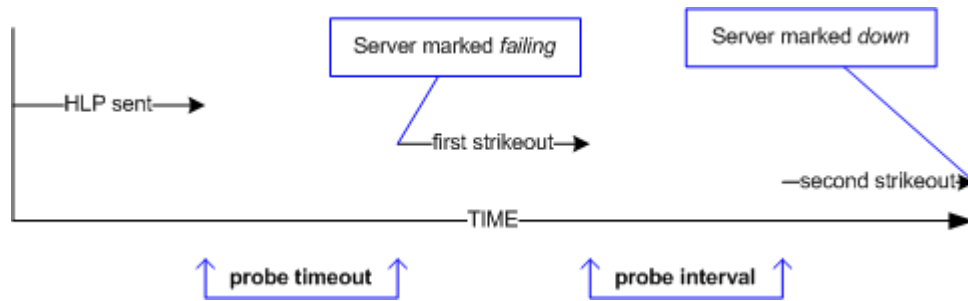 Server marked failing
Server marked down
HLP sent
first strikeout
second strikeout
TIME
probe timeout
probe interval